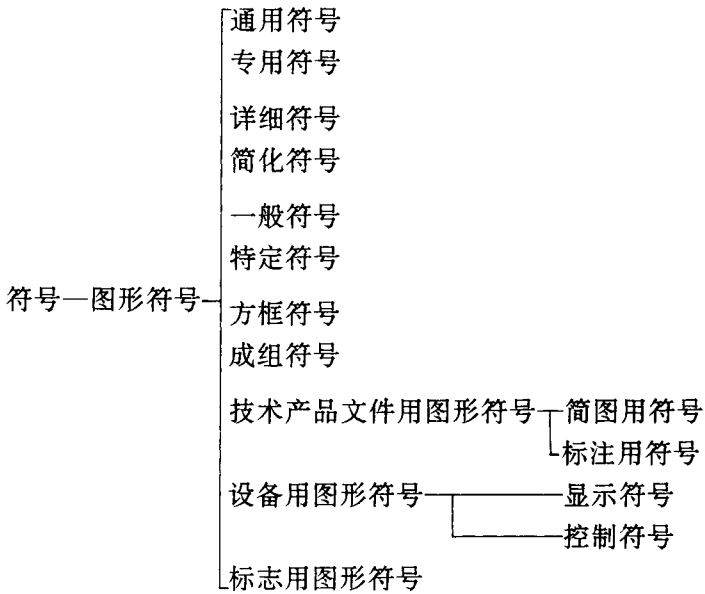 通用符号
专用符号
详细符号
简化符号
一般符号
特定符号
符号—图形符号
方框符号
成组符号
技术产品文件用图形符号 简图用符号
标注用符号
设备用图形符号 显示符号
控制符号
标志用图形符号